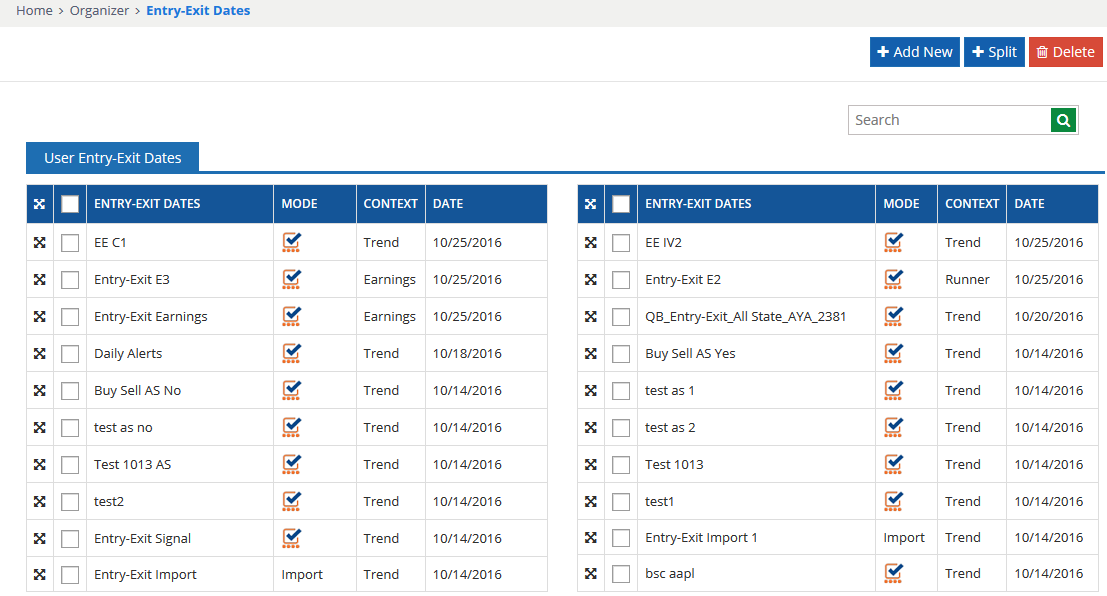 Home > Organizer > Entry-Exit Dates
Add New Split Delete
Search
User Entry-Exit Dates
ENTRY-EXIT DATES MODE CONTEXT DATE
EE C1 Trend 10/25/2016
Entry-Exit E3 Earnings 10/25/2016
Entry-Exit Earnings Earnings 10/25/2016
Daily Alerts Trend 10/18/2016
Buy Sell AS No Trend 10/14/2016
test as no Trend 10/14/2016
Test 1013 AS Trend 10/14/2016
test2 Trend 10/14/2016
Entry-Exit Signal Trend 10/14/2016
Entry-Exit Import Import Trend 10/14/2016
ENTRY-EXIT DATES MODE CONTEXT DATE
EE IV2 Trend 10/25/2016
Entry-Exit E2 Runner 10/25/2016
QB_Entry-Exit_All State_AYA_2381 Trend 10/20/2016
Buy Sell AS Yes Trend 10/14/2016
test as 1 Trend 10/14/2016
test as 2 Trend 10/14/2016
Test 1013 Trend 10/14/2016
test1 Trend 10/14/2016
Entry-Exit Import 1 Import Trend 10/14/2016
bsc aapl Trend 10/14/2016